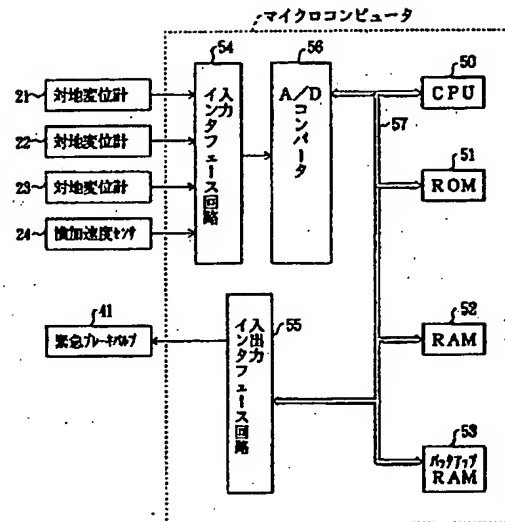 マイクロコンピュータ
54
56
50
21
対地変位計
入力
インタフェース回路
A/D
コンバータ
CPU
57
22
対地変位計
51
ROM
23
対地変位計
24
横加速度センサ
41
緊急ブレーキバルブ
55
入出力
インタフェース回路
52
RAM
53
バックアップ
RAM